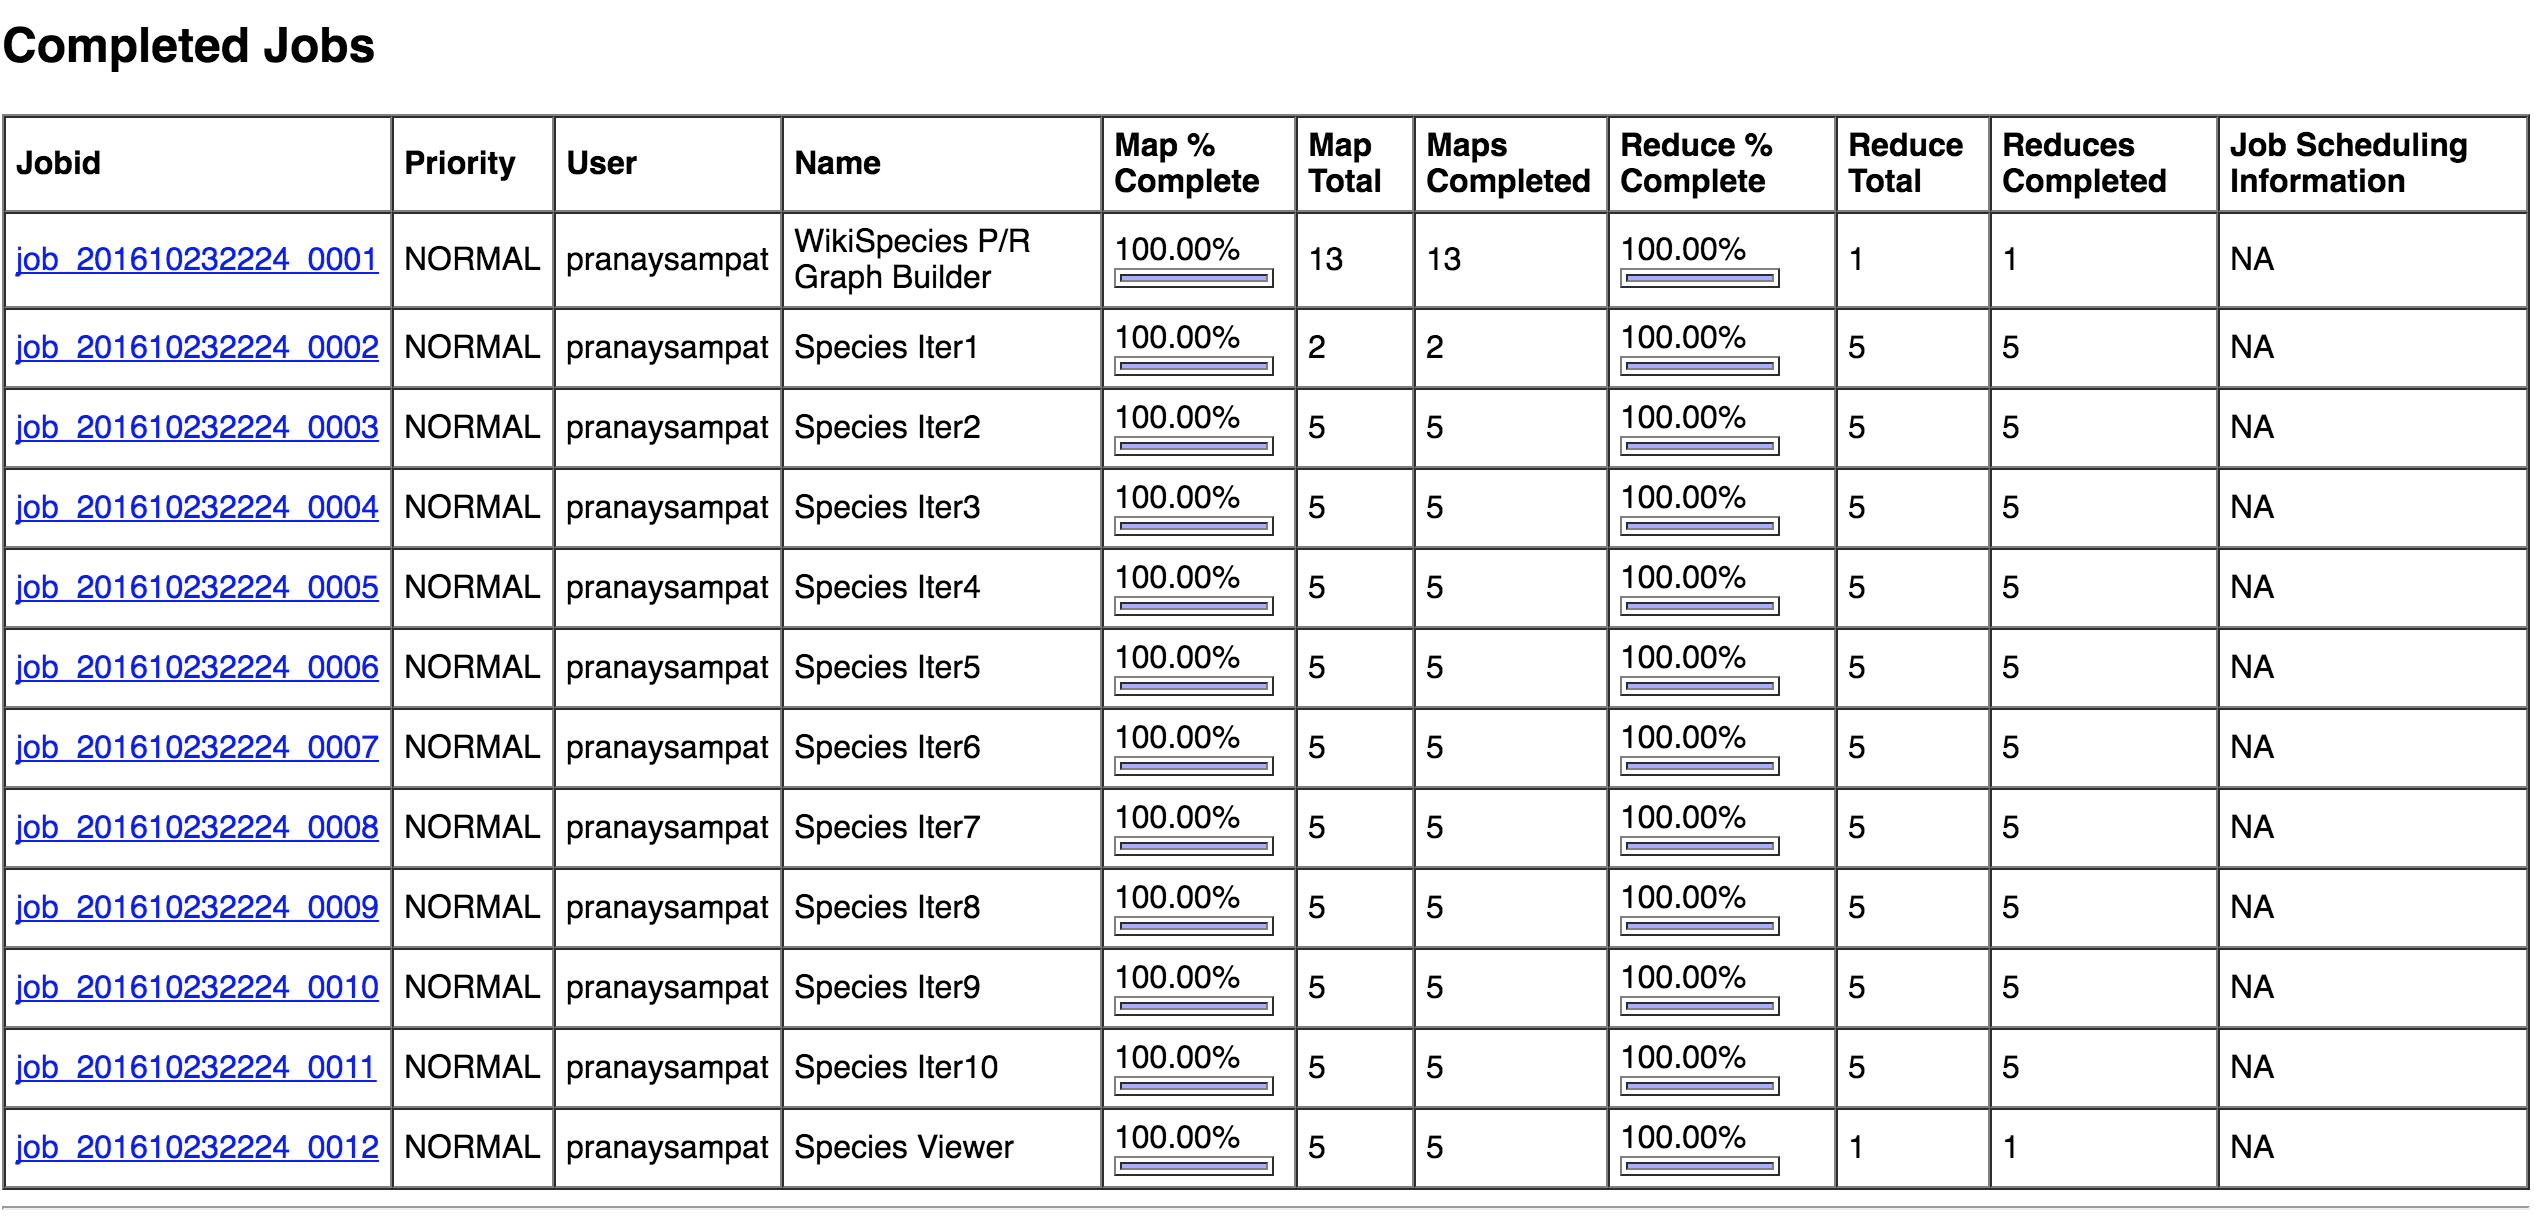 Completed Jobs
Jobid Priority User Name Map % Complete Map Total Maps Completed Reduce % Complete Reduce Total Reduces Completed Job Scheduling Information
job_201610232224_0001 NORMAL pranaysampat WikiSpecies P/R Graph Builder 100.00% 13 13 100.00% 1 1 NA
job_201610232224_0002 NORMAL pranaysampat Species Iter1 100.00% 2 2 100.00% 5 5 NA
job_201610232224_0003 NORMAL pranaysampat Species Iter2 100.00% 5 5 100.00% 5 5 NA
job_201610232224_0004 NORMAL pranaysampat Species Iter3 100.00% 5 5 100.00% 5 5 NA
job_201610232224_0005 NORMAL pranaysampat Species Iter4 100.00% 5 5 100.00% 5 5 NA
job_201610232224_0006 NORMAL pranaysampat Species Iter5 100.00% 5 5 100.00% 5 5 NA
job_201610232224_0007 NORMAL pranaysampat Species Iter6 100.00% 5 5 100.00% 5 5 NA
job_201610232224_0008 NORMAL pranaysampat Species Iter7 100.00% 5 5 100.00% 5 5 NA
job_201610232224_0009 NORMAL pranaysampat Species Iter8 100.00% 5 5 100.00% 5 5 NA
job_201610232224_0010 NORMAL pranaysampat Species Iter9 100.00% 5 5 100.00% 5 5 NA
job_201610232224_0011 NORMAL pranaysampat Species Iter10 100.00% 5 5 100.00% 5 5 NA
job_201610232224_0012 NORMAL pranaysampat Species Viewer 100.00% 5 5 100.00% 1 1 NA